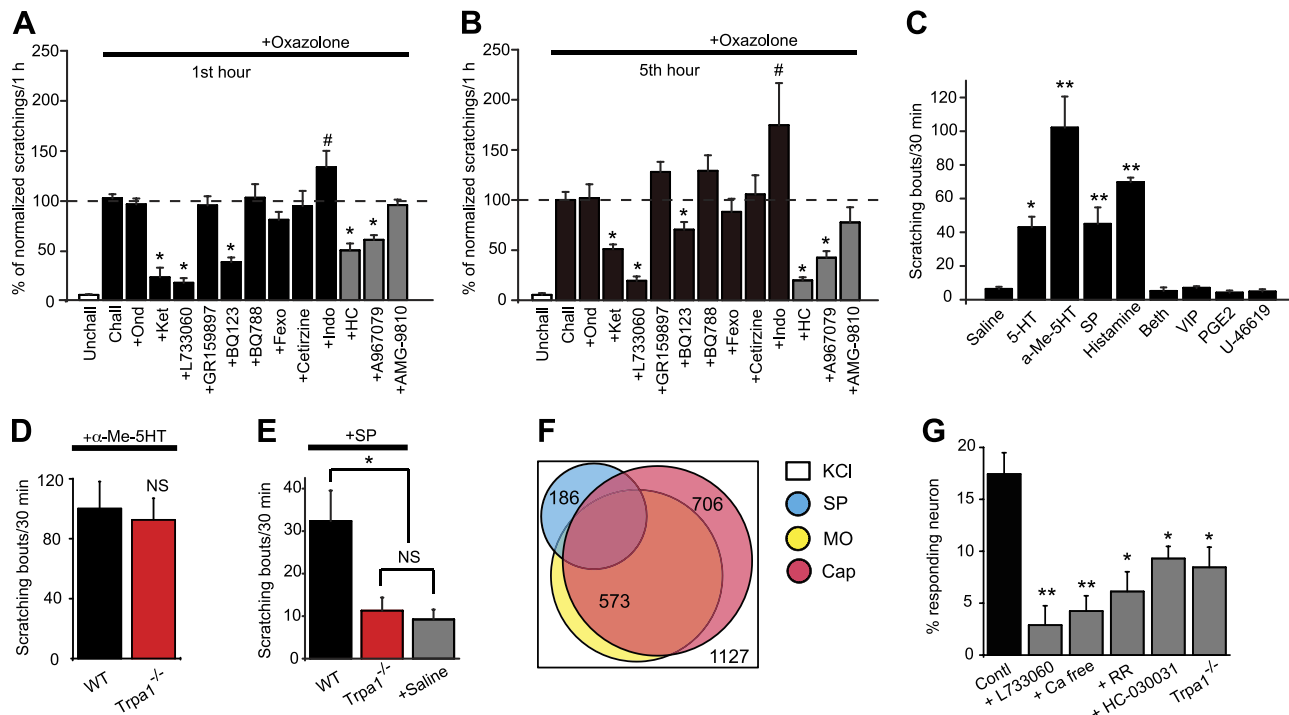 A
+Oxazolone
1st hour
% of normalized scratchings/1 h
250
200
150
100
50
0
#
*
*
*
*
*
Unchall
Chall
+Ond
+Ket
+L733060
+GR159897
+BQ123
+BQ788
+Fexo
+Cetirzine
+Indo
+HC
+A967079
+AMG-9810
B
+Oxazolone
5th hour
% of normalized scratchings/1 h
250
200
150
100
50
0
#
*
*
*
*
*
Unchall
Chall
+Ond
+Ket
+L733060
+GR159897
+BQ123
+BQ788
+Fexo
+Cetirzine
+Indo
+HC
+A967079
+AMG-9810
C
Scratching bouts/30 min
120
100
80
60
40
20
0
*
**
**
**
Saline
5-HT
a-Me-5HT
SP
Histamine
Beth
VIP
PGE2
U-46619
D
+α-Me-5HT
Scratching bouts/30 min
120
80
40
0
NS
WT
Trpa1-/-
E
+SP
Scratching bouts/30 min
40
30
20
10
0
*
NS
WT
Trpa1-/-
+Saline
F
186
706
573
1127
KCl
SP
MO
Cap
G
% responding neuron
20
15
10
5
0
**
**
*
*
*
Contl
+ L733060
+ Ca free
+ RR
+ HC-030031
Trpa1-/-